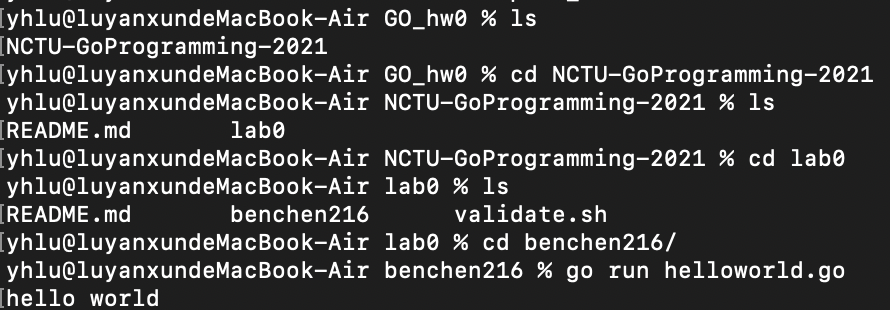 [yhlu@luyanxundeMacBook-Air GO_hw0 % ls
[NCTU-GoProgramming-2021
[yhlu@luyanxundeMacBook-Air GO_hw0 % cd NCTU-GoProgramming-2021
yhlu@luyanxundeMacBook-Air NCTU-GoProgramming-2021 % ls
[README.md lab0
[yhlu@luyanxundeMacBook-Air NCTU-GoProgramming-2021 % cd lab0
yhlu@luyanxundeMacBook-Air lab0 % ls
[README.md benchen216 validate.sh
[yhlu@luyanxundeMacBook-Air lab0 % cd benchen216/
yhlu@luyanxundeMacBook-Air benchen216 % go run helloworld.go
[hello world